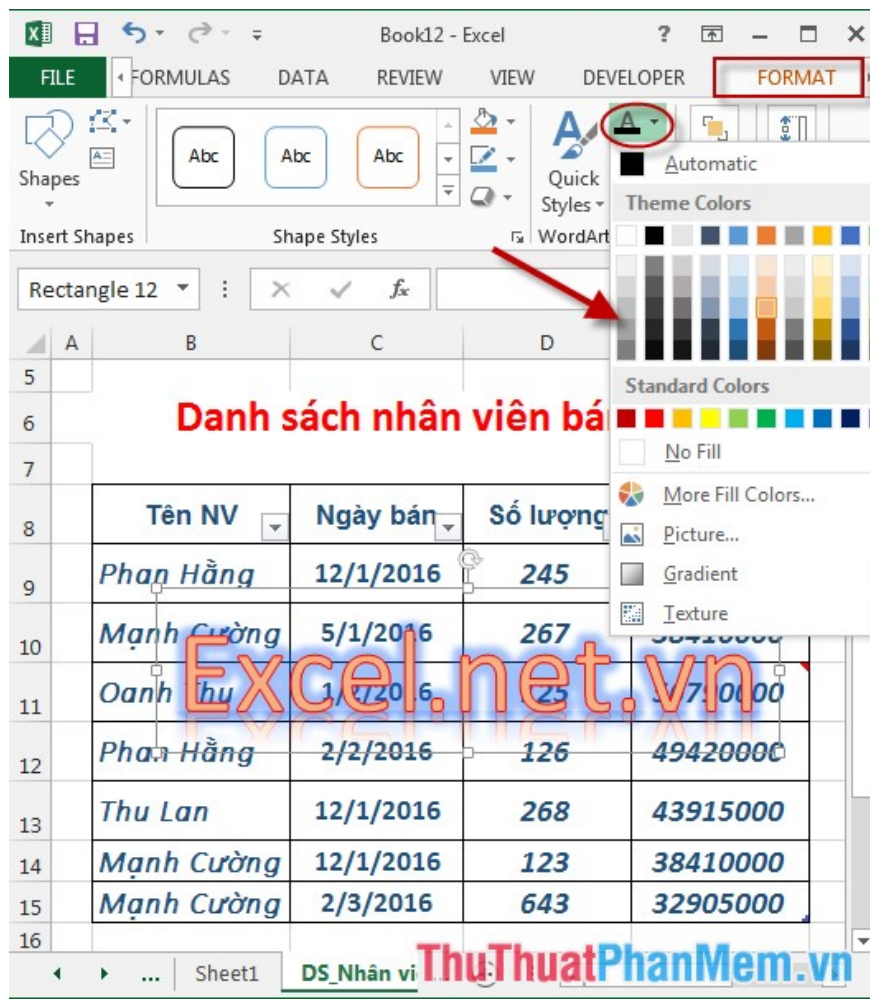 Book12 - Excel ?
FILE FORMULAS DATA REVIEW VIEW DEVELOPER FORMAT
Abc Abc Abc A A
Shapes Quick Styles
Insert Shapes Shape Styles WordArt
Automatic
Theme Colors
Rectangle 12 fx
A B C D
Standard Colors
No Fill
More Fill Colors...
Picture...
Gradient
Texture
5
6 Danh sách nhân viên
7
8 Tên NV Ngày bán Số lượng
9 Phan Hằng 12/1/2016 245
10 Mạnh Cường 5/1/2016 267
Excel.net.vn
11 Oanh Thu
12 Phan Hằng 2/2/2016 126 49420000
13 Thu Lan 12/1/2016 268 43915000
14 Mạnh Cường 12/1/2016 123 38410000
15 Mạnh Cường 2/3/2016 643 32905000
16
... Sheet1 DS_Nhân
ThuThuatPhanMem.vn